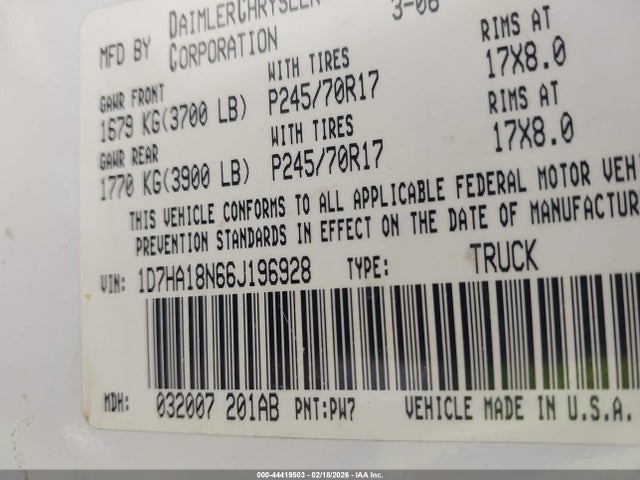 MFD BY DAIMLERCHRYSLER 3-06
CORPORATION
GAWR FRONT WITH TIRES RIMS AT
1679 KG(3700 LB) P245/70R17 17X8.0
GAWR REAR WITH TIRES RIMS AT
1770 KG(3900 LB) P245/70R17 17X8.0
THIS VEHICLE CONFORMS TO ALL APPLICABLE FEDERAL MOTOR VEHI
PREVENTION STANDARDS IN EFFECT ON THE DATE OF MANUFACTUR
VIN: 1D7HA18N66J196928 TYPE: TRUCK
MDH: 032007 201AB PNT:PW7 VEHICLE MADE IN U.S.A.
000-44419503 - 02/18/2026 - IAA Inc.